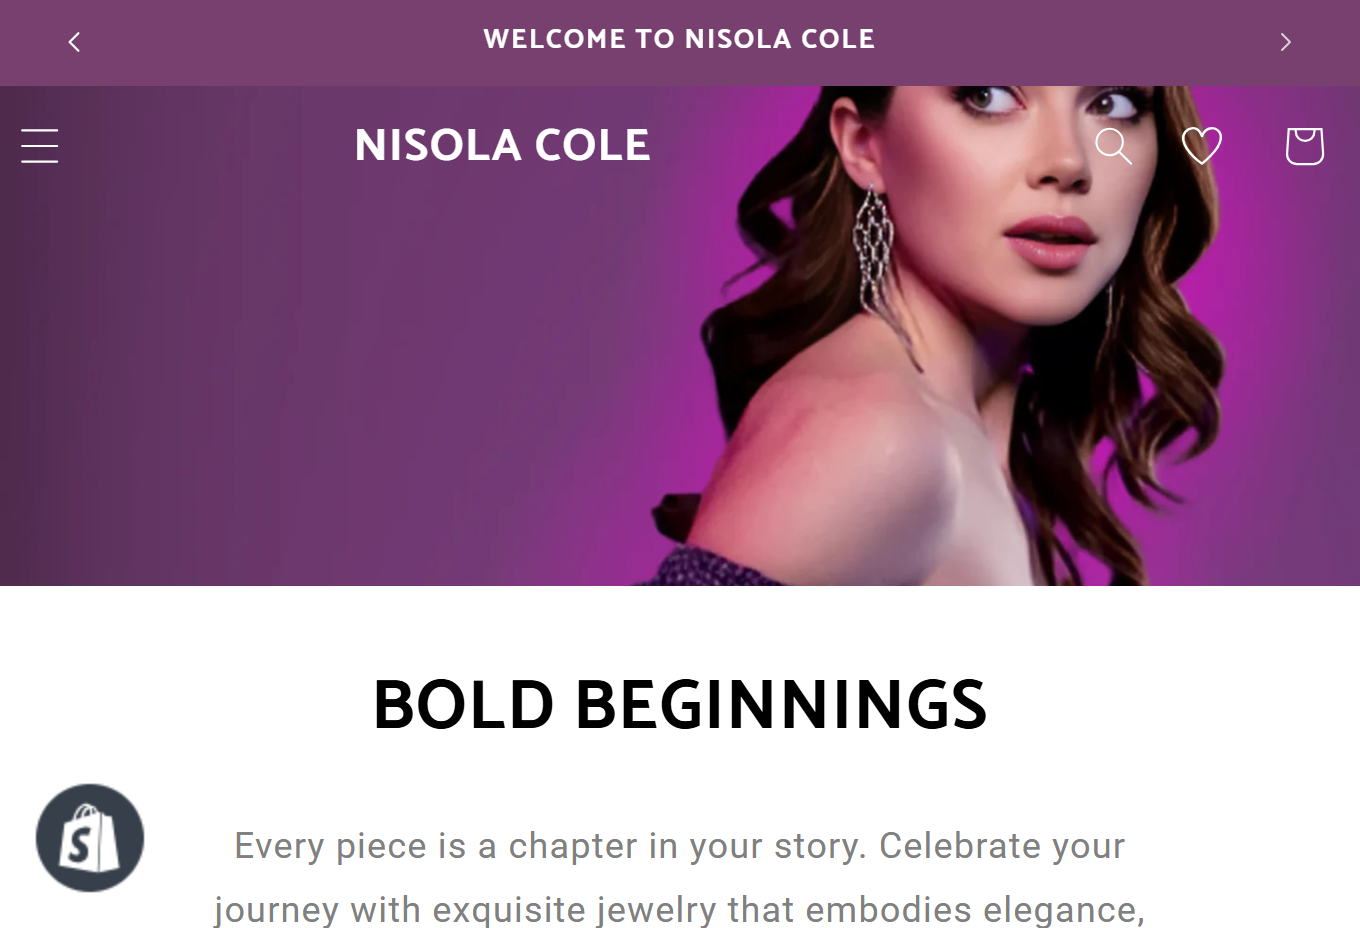 WELCOME TO NISOLA COLE
NISOLA COLE
BOLD BEGINNINGS
S
Every piece is a chapter in your story. Celebrate your
journey with exquisite jewelry that embodies elegance,